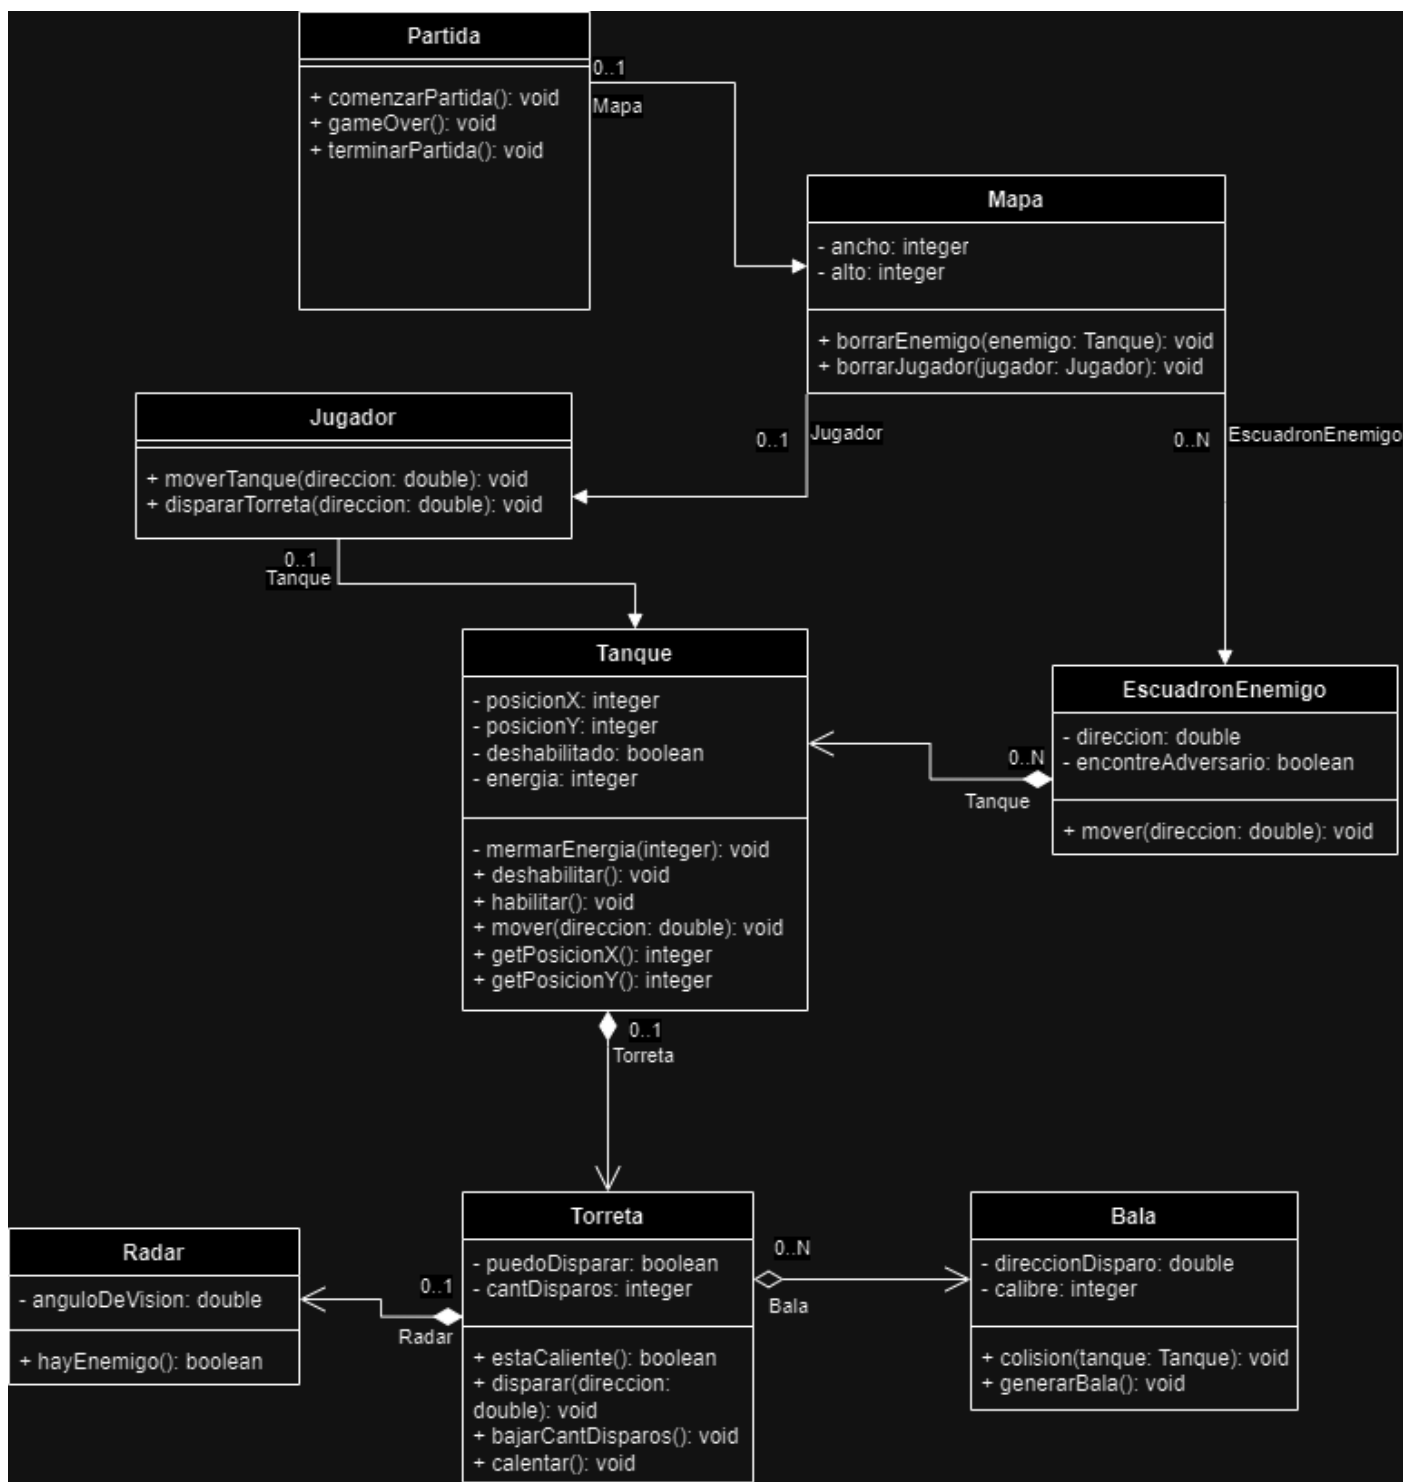 Partida
+ comenzarPartida(): void
+ gameOver(): void
+ terminarPartida(): void
0..1
Mapa
Mapa
- ancho: integer
- alto: integer
+ borrarEnemigo(enemigo: Tanque): void
+ borrarJugador(jugador: Jugador): void
Jugador
+ moverTanque(direccion: double): void
+ dispararTorreta(direccion: double): void
0..1
Jugador
0..N
EscuadronEnemigo
0..1
Tanque
Tanque
- posicionX: integer
- posicionY: integer
- deshabilitado: boolean
- energia: integer
- mermarEnergia(integer): void
+ deshabilitar(): void
+ habilitar(): void
+ mover(direccion: double): void
+ getPosicionX(): integer
+ getPosicionY(): integer
EscuadronEnemigo
- direccion: double
- encontreAdversario: boolean
+ mover(direccion: double): void
0..N
Tanque
0..1
Torreta
Radar
- anguloDeVision: double
+ hayEnemigo(): boolean
0..1
Radar
Torreta
- puedoDisparar: boolean
- cantDisparos: integer
+ estaCaliente(): boolean
+ disparar(direccion:
double): void
+ bajarCantDisparos(): void
+ calentar(): void
0..N
Bala
Bala
- direccionDisparo: double
- calibre: integer
+ colision(tanque: Tanque): void
+ generarBala(): void